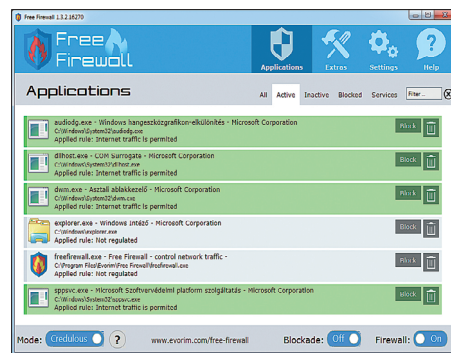 Free Firewall 1.3.2.16270
Free
Firewall
Applications
Extras
Settings
Help
Applications
All
Active
Inactive
Blocked
Services
Filter...
audiodg.exe - Windows hangeszközgrafikon-elkülönítés - Microsoft Corporation
C:\Windows\System32\audiodg.exe
Applied rule: Internet traffic is permited
Block
dllhost.exe - COM Surrogate - Microsoft Corporation
C:\Windows\System32\dllhost.exe
Applied rule: Internet traffic is permited
Block
dwm.exe - Asztali ablakkezelő - Microsoft Corporation
C:\Windows\System32\dwm.exe
Applied rule: Internet traffic is permited
Block
explorer.exe - Windows Intéző - Microsoft Corporation
C:\Windows\explorer.exe
Applied rule: Not regulated
Block
freefirewall.exe - Free Firewall - control network traffic -
C:\Program Files\Evorim\Free Firewall\freefirewall.exe
Applied rule: Not regulated
Block
sppsvc.exe - Microsoft Szoftvervédelmi platform szolgáltatás - Microsoft Corporation
C:\Windows\System32\sppsvc.exe
Applied rule: Internet traffic is permited
Block
Mode: Credulous ?
www.evorim.com/free-firewall
Blockade: Off
Firewall: On